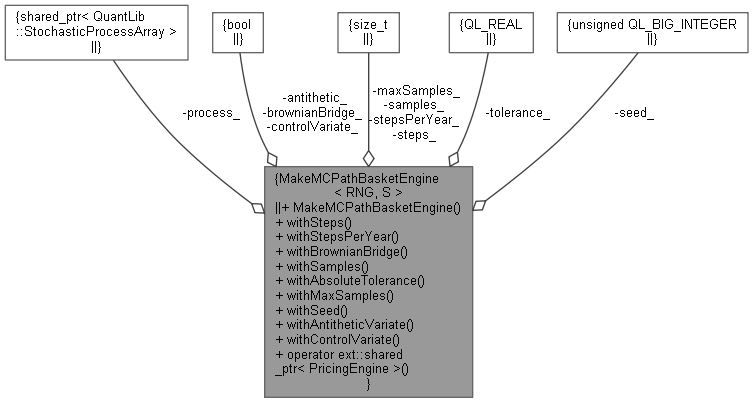 {shared_ptr< QuantLib
::StochasticProcessArray >
||}
{bool
||}
{size_t
||}
{QL_REAL
||}
{unsigned QL_BIG_INTEGER
||}
-process_
-antithetic_
-brownianBridge_
-controlVariate_
-maxSamples_
-samples_
-stepsPerYear_
-steps_
-tolerance_
-seed_
{MakeMCPathBasketEngine
< RNG, S >
||+ MakeMCPathBasketEngine()
+ withSteps()
+ withStepsPerYear()
+ withBrownianBridge()
+ withSamples()
+ withAbsoluteTolerance()
+ withMaxSamples()
+ withSeed()
+ withAntitheticVariate()
+ withControlVariate()
+ operator ext::shared
_ptr< PricingEngine >()
}